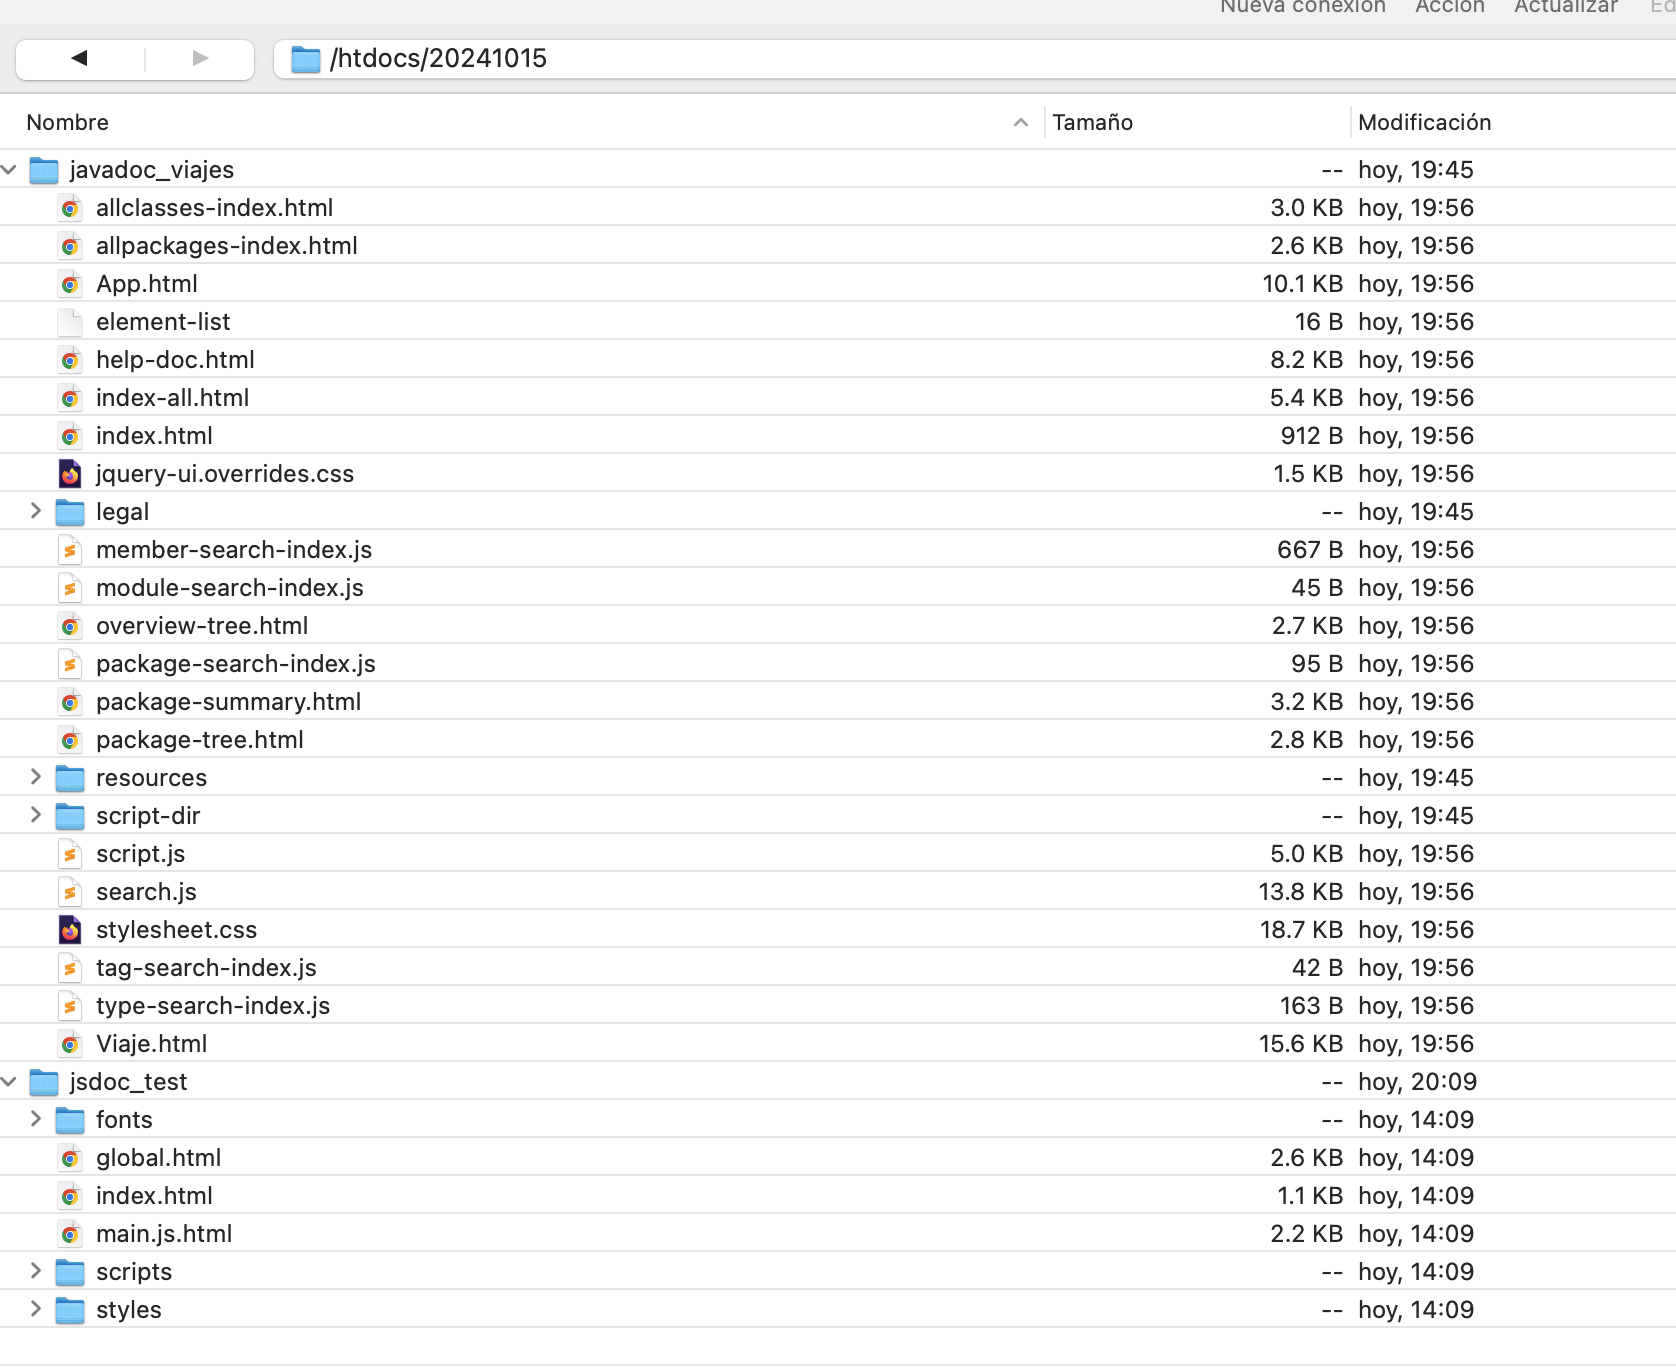 Nueva conexión Acción Actualizar Ed
/htdocs/20241015
Nombre Tamaño Modificación
javadoc_viajes -- hoy, 19:45
allclasses-index.html 3.0 KB hoy, 19:56
allpackages-index.html 2.6 KB hoy, 19:56
App.html 10.1 KB hoy, 19:56
element-list 16 B hoy, 19:56
help-doc.html 8.2 KB hoy, 19:56
index-all.html 5.4 KB hoy, 19:56
index.html 912 B hoy, 19:56
jquery-ui.overrides.css 1.5 KB hoy, 19:56
legal -- hoy, 19:45
member-search-index.js 667 B hoy, 19:56
module-search-index.js 45 B hoy, 19:56
overview-tree.html 2.7 KB hoy, 19:56
package-search-index.js 95 B hoy, 19:56
package-summary.html 3.2 KB hoy, 19:56
package-tree.html 2.8 KB hoy, 19:56
resources -- hoy, 19:45
script-dir -- hoy, 19:45
script.js 5.0 KB hoy, 19:56
search.js 13.8 KB hoy, 19:56
stylesheet.css 18.7 KB hoy, 19:56
tag-search-index.js 42 B hoy, 19:56
type-search-index.js 163 B hoy, 19:56
Viaje.html 15.6 KB hoy, 19:56
jsdoc_test -- hoy, 20:09
fonts -- hoy, 14:09
global.html 2.6 KB hoy, 14:09
index.html 1.1 KB hoy, 14:09
main.js.html 2.2 KB hoy, 14:09
scripts -- hoy, 14:09
styles -- hoy, 14:09